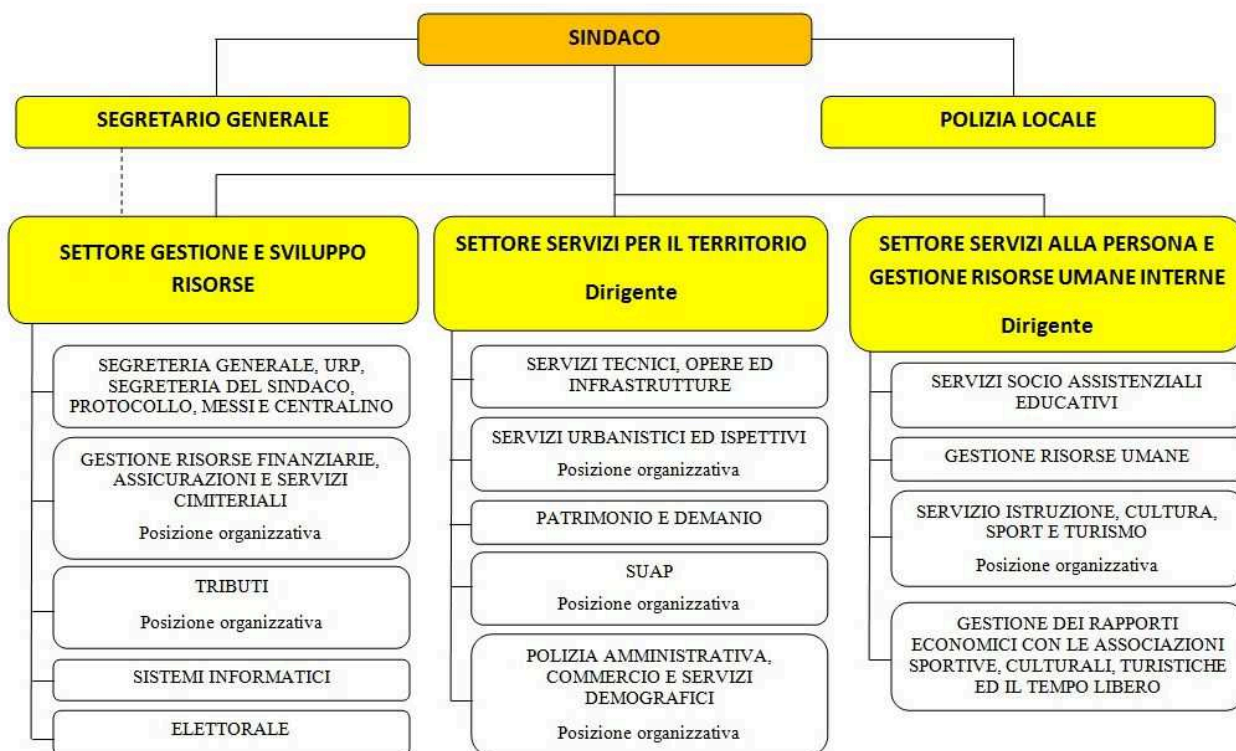 SINDACO
SEGRETARIO GENERALE
POLIZIA LOCALE
SETTORE GESTIONE E SVILUPPO
RISORSE
SEGRETERIA GENERALE, URP,
SEGRETERIA DEL SINDACO,
PROTOCOLLO, MESSI E CENTRALINO
GESTIONE RISORSE FINANZIARIE,
ASSICURAZIONI E SERVIZI
CIMITERIALI
Posizione organizzativa
TRIBUTI
Posizione organizzativa
SISTEMI INFORMATICI
ELETTORALE
SETTORE SERVIZI PER IL TERRITORIO
Dirigente
SERVIZI TECNICI, OPERE ED
INFRASTRUTTURE
SERVIZI URBANISTICI ED ISPETTIVI
Posizione organizzativa
PATRIMONIO E DEMANIO
SUAP
Posizione organizzativa
POLIZIA AMMINISTRATIVA,
COMMERCIO E SERVIZI
DEMOGRAFICI
Posizione organizzativa
SETTORE SERVIZI ALLA PERSONA E
GESTIONE RISORSE UMANE INTERNE
Dirigente
SERVIZI SOCIO ASSISTENZIALI
EDUCATIVI
GESTIONE RISORSE UMANE
SERVIZIO ISTRUZIONE, CULTURA,
SPORT E TURISMO
Posizione organizzativa
GESTIONE DEI RAPPORTI
ECONOMICI CON LE ASSOCIAZIONI
SPORTIVE, CULTURALI, TURISTICHE
ED IL TEMPO LIBERO